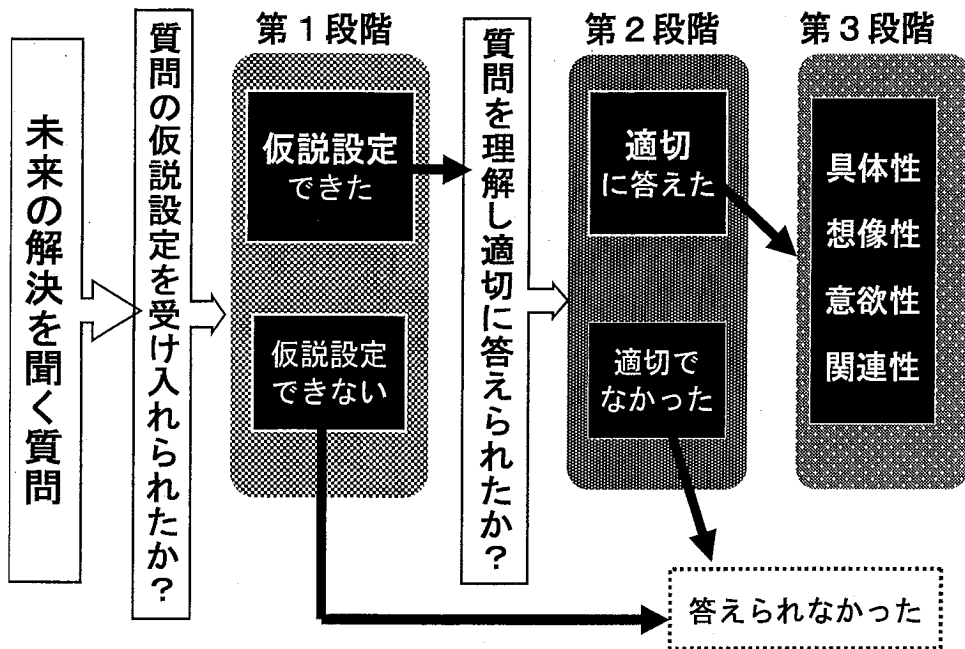 未来の解決を聞く質問
質問の仮説設定を受け入れられたか？
第１段階
仮説設定
できた
仮説設定
できない
質問を理解し適切に答えられたか？
第２段階
適切
に答えた
適切で
なかった
第３段階
具体性
想像性
意欲性
関連性
答えられなかった